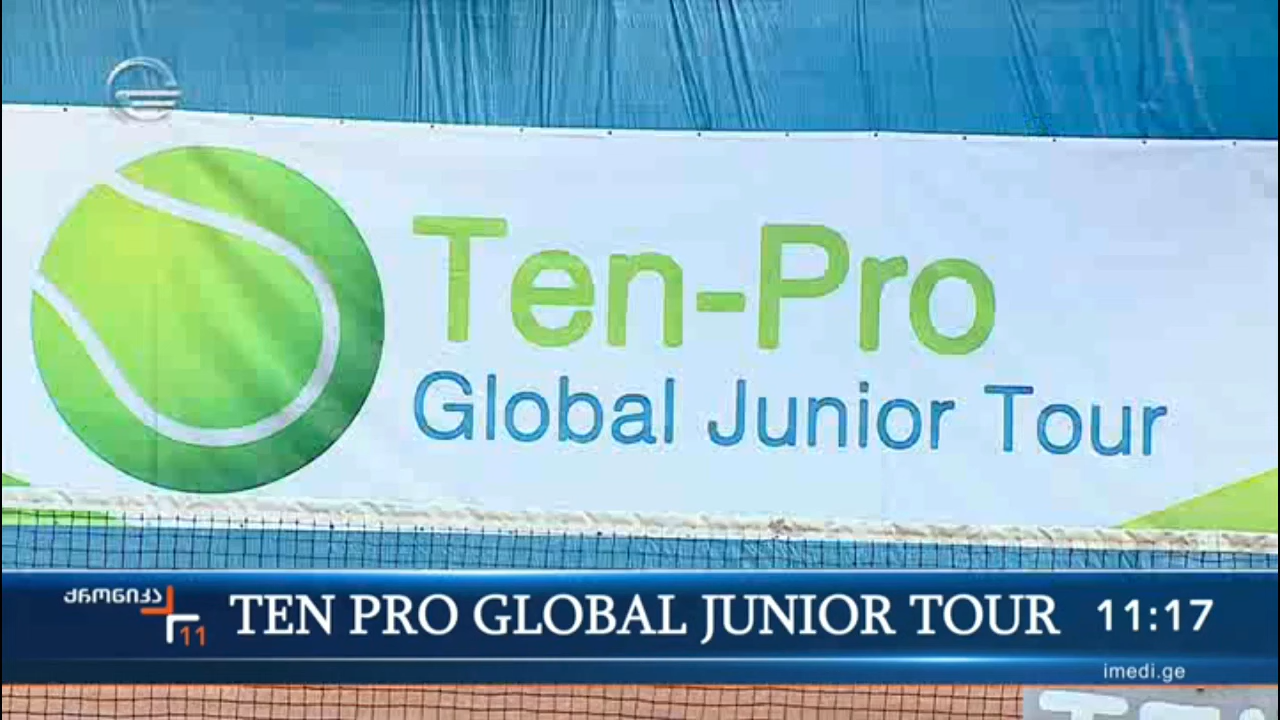 Ten-Pro
Global Junior Tour
ქრონიკა
11
TEN PRO GLOBAL JUNIOR TOUR
11:17
imedi.ge